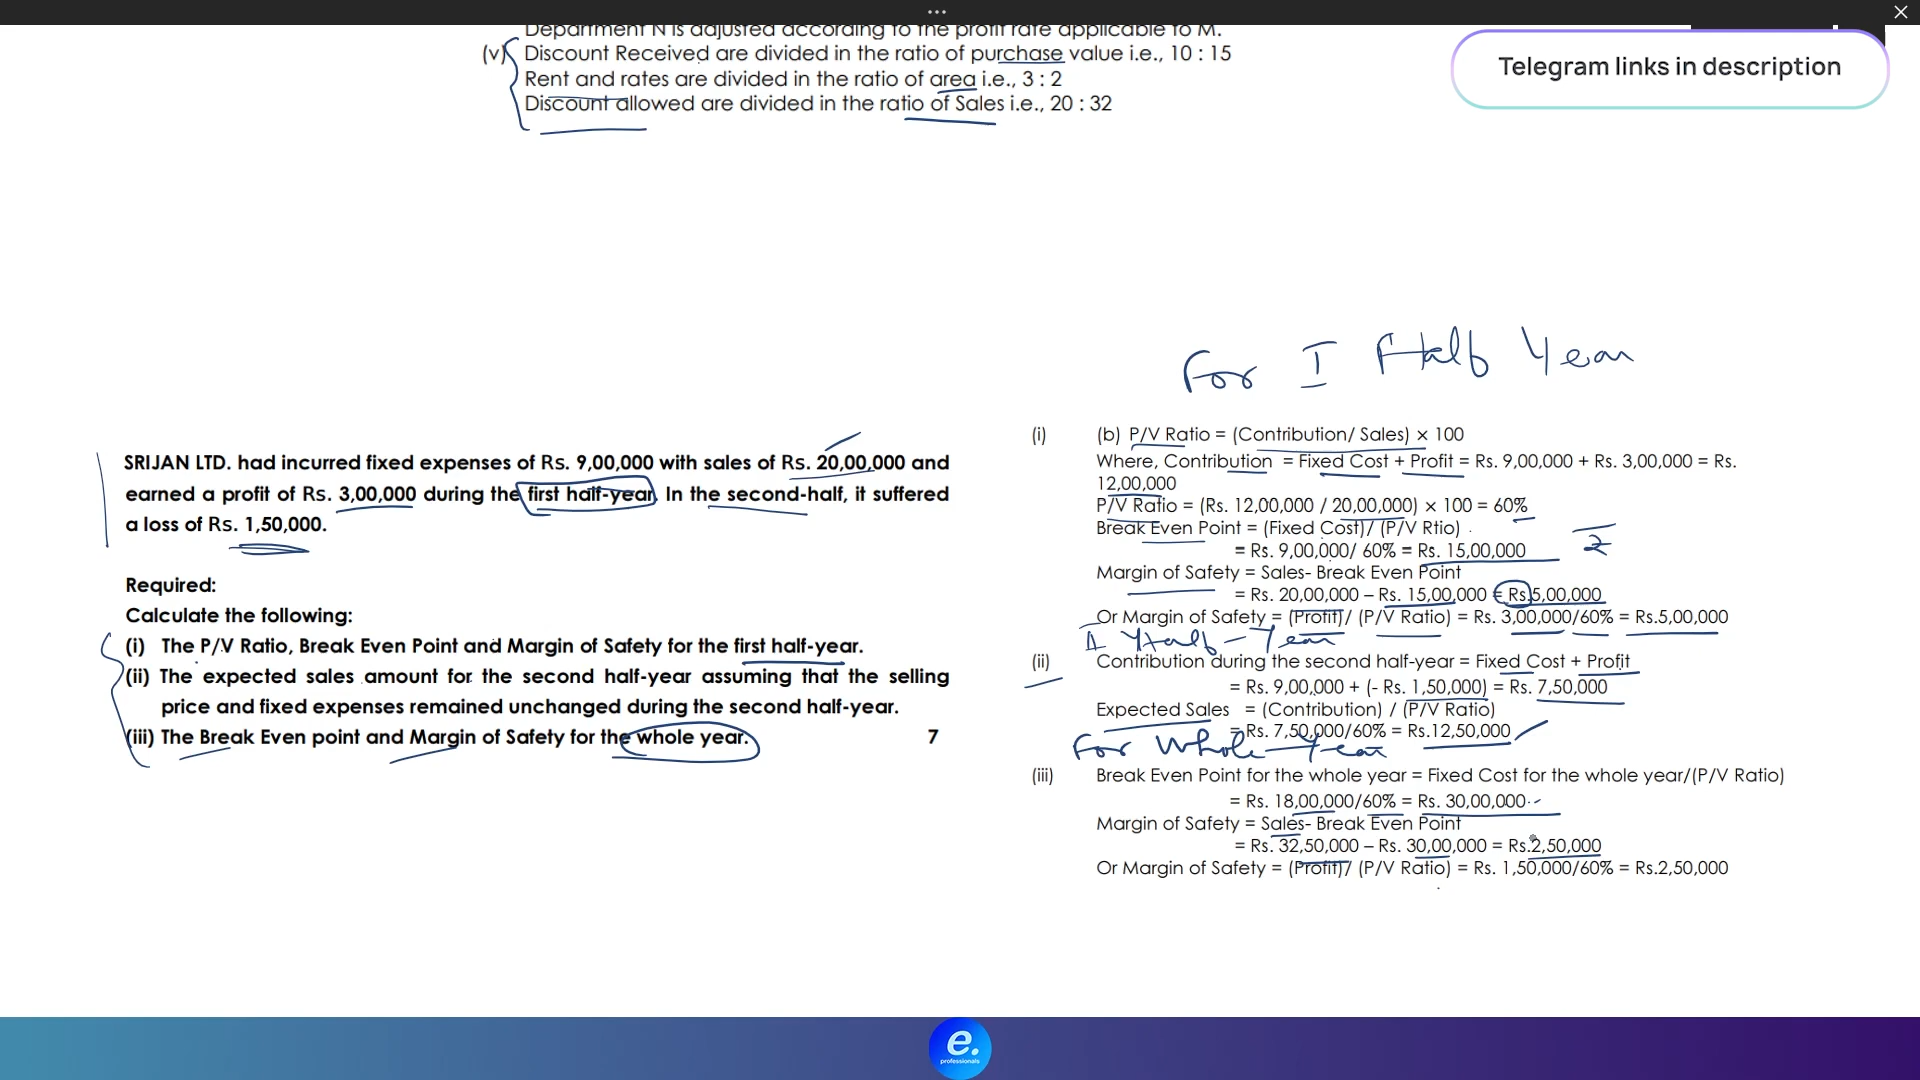 Department N is adjusted according to the profit rate applicable to M.
(v) Discount Received are divided in the ratio of purchase value i.e., 10 : 15
Rent and rates are divided in the ratio of area i.e., 3 : 2
Discount allowed are divided in the ratio of Sales i.e., 20 : 32
Telegram links in description
SRIJAN LTD. had incurred fixed expenses of Rs. 9,00,000 with sales of Rs. 20,00,000 and
earned a profit of Rs. 3,00,000 during the first half-year. In the second-half, it suffered
a loss of Rs. 1,50,000.
Required:
Calculate the following:
(i) The P/V Ratio, Break Even Point and Margin of Safety for the first half-year.
(ii) The expected sales amount for the second half-year assuming that the selling
price and fixed expenses remained unchanged during the second half-year.
(iii) The Break Even point and Margin of Safety for the whole year. 7
For I Half Year
(i) (b) P/V Ratio = (Contribution/ Sales) × 100
Where, Contribution = Fixed Cost + Profit = Rs. 9,00,000 + Rs. 3,00,000 = Rs.
12,00,000
P/V Ratio = (Rs. 12,00,000 / 20,00,000) × 100 = 60%
Break Even Point = (Fixed Cost)/ (P/V Rtio)
= Rs. 9,00,000/ 60% = Rs. 15,00,000
Margin of Safety = Sales- Break Even Point
= Rs. 20,00,000 – Rs. 15,00,000 = Rs.5,00,000
Or Margin of Safety = (Profit)/ (P/V Ratio) = Rs. 3,00,000/60% = Rs.5,00,000
Half-Year
(ii) Contribution during the second half-year = Fixed Cost + Profit
= Rs. 9,00,000 + (- Rs. 1,50,000) = Rs. 7,50,000
Expected Sales = (Contribution) / (P/V Ratio)
= Rs. 7,50,000/60% = Rs.12,50,000
For Whole Year
(iii) Break Even Point for the whole year = Fixed Cost for the whole year/(P/V Ratio)
= Rs. 18,00,000/60% = Rs. 30,00,000
Margin of Safety = Sales- Break Even Point
= Rs. 32,50,000 – Rs. 30,00,000 = Rs.2,50,000
Or Margin of Safety = (Profit)/ (P/V Ratio) = Rs. 1,50,000/60% = Rs.2,50,000
e.
professionals